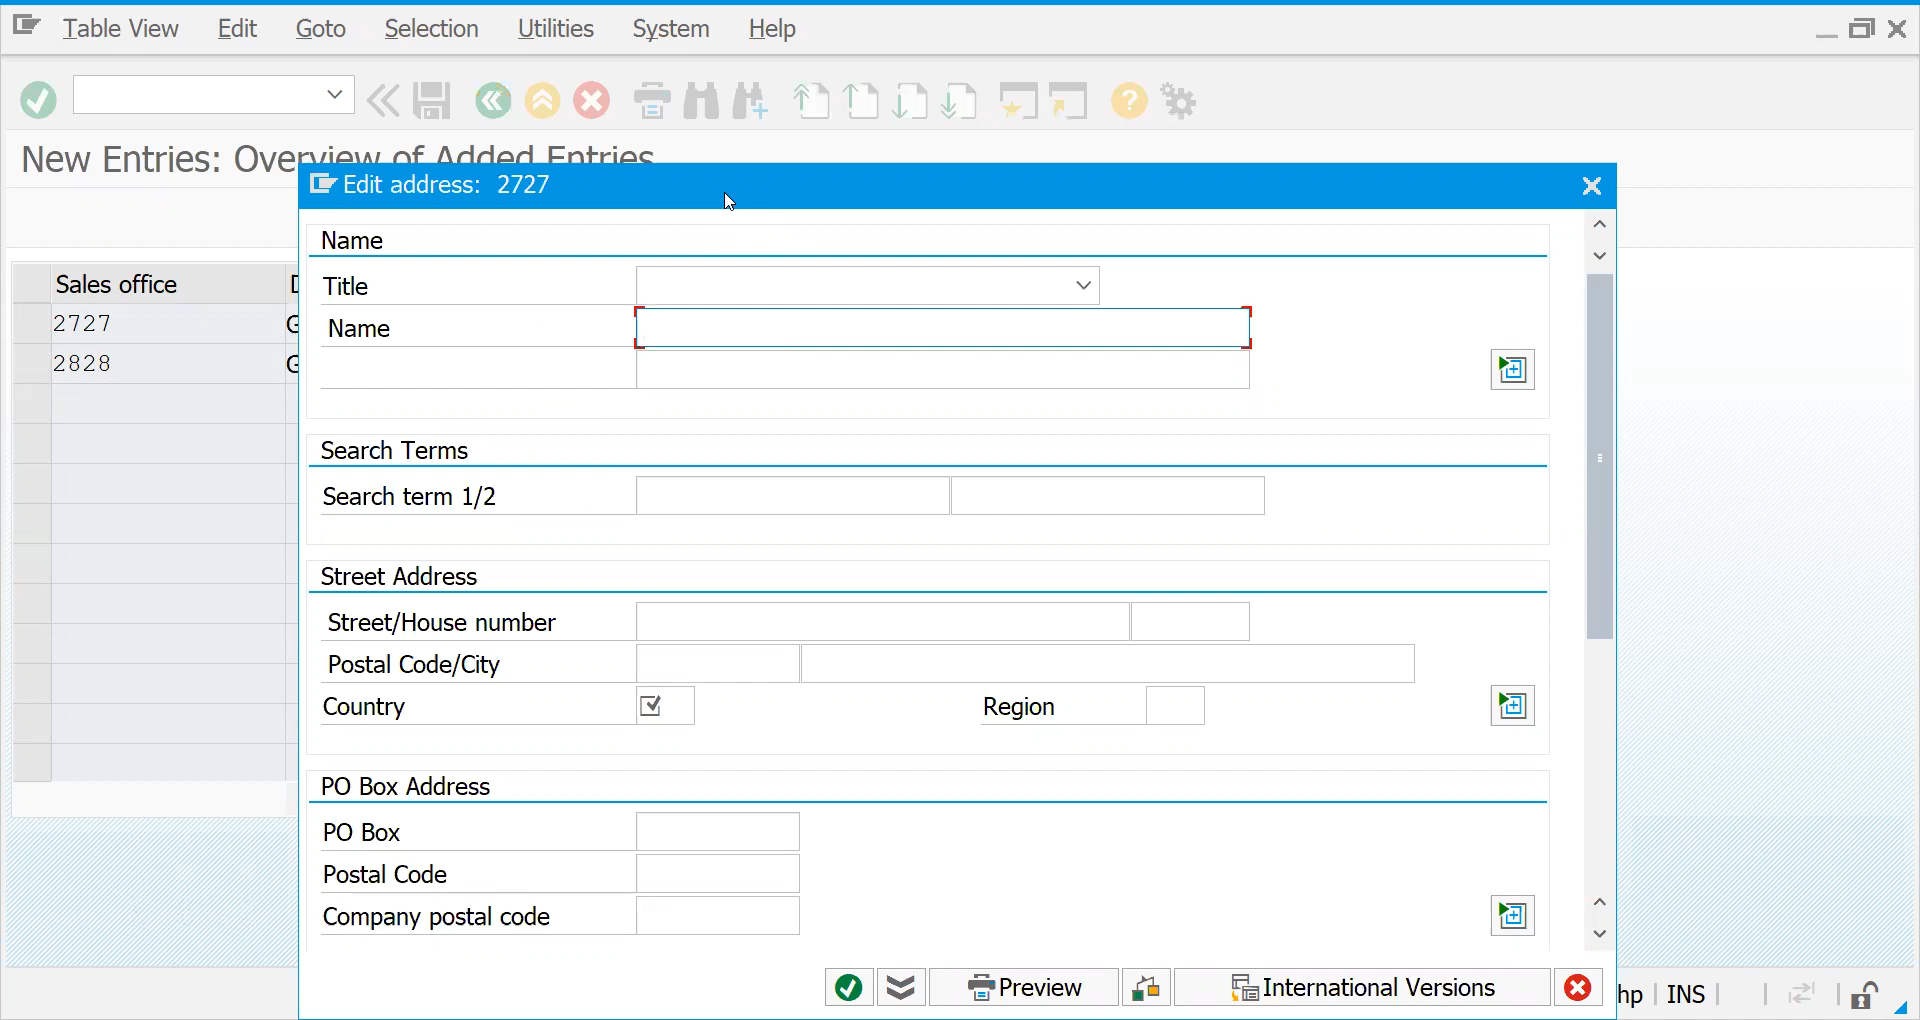 Table View Edit Goto Selection Utilities System Help
New Entries: Overview of Added Entries
Edit address: 2727
Name
Sales office
Title
2727 G
Name
2828 G
Search Terms
Search term 1/2
Street Address
Street/House number
Postal Code/City
Country Region
PO Box Address
PO Box
Postal Code
Company postal code
Preview International Versions
hp INS